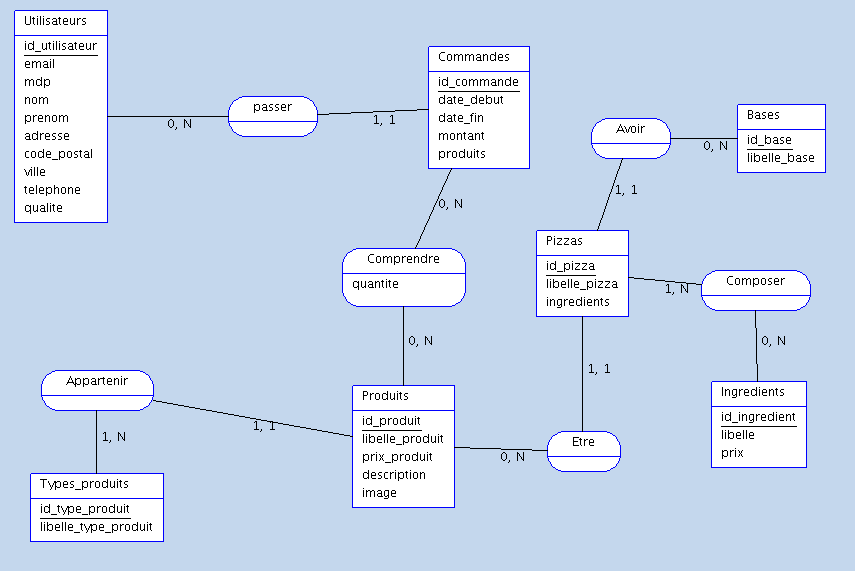 Utilisateurs
id_utilisateur
email
mdp
nom
prenom
adresse
code_postal
ville
telephone
qualite
0, N
passer
1, 1
Commandes
id_commande
date_debut
date_fin
montant
produits
Avoir
0, N
Bases
id_base
libelle_base
1, 1
0, N
Pizzas
id_pizza
libelle_pizza
ingredients
Comprendre
quantite
1, N
Composer
0, N
0, N
1, 1
Appartenir
1, 1
1, N
Produits
id_produit
libelle_produit
prix_produit
description
image
Ingredients
id_ingredient
libelle
prix
0, N
Etre
Types_produits
id_type_produit
libelle_type_produit